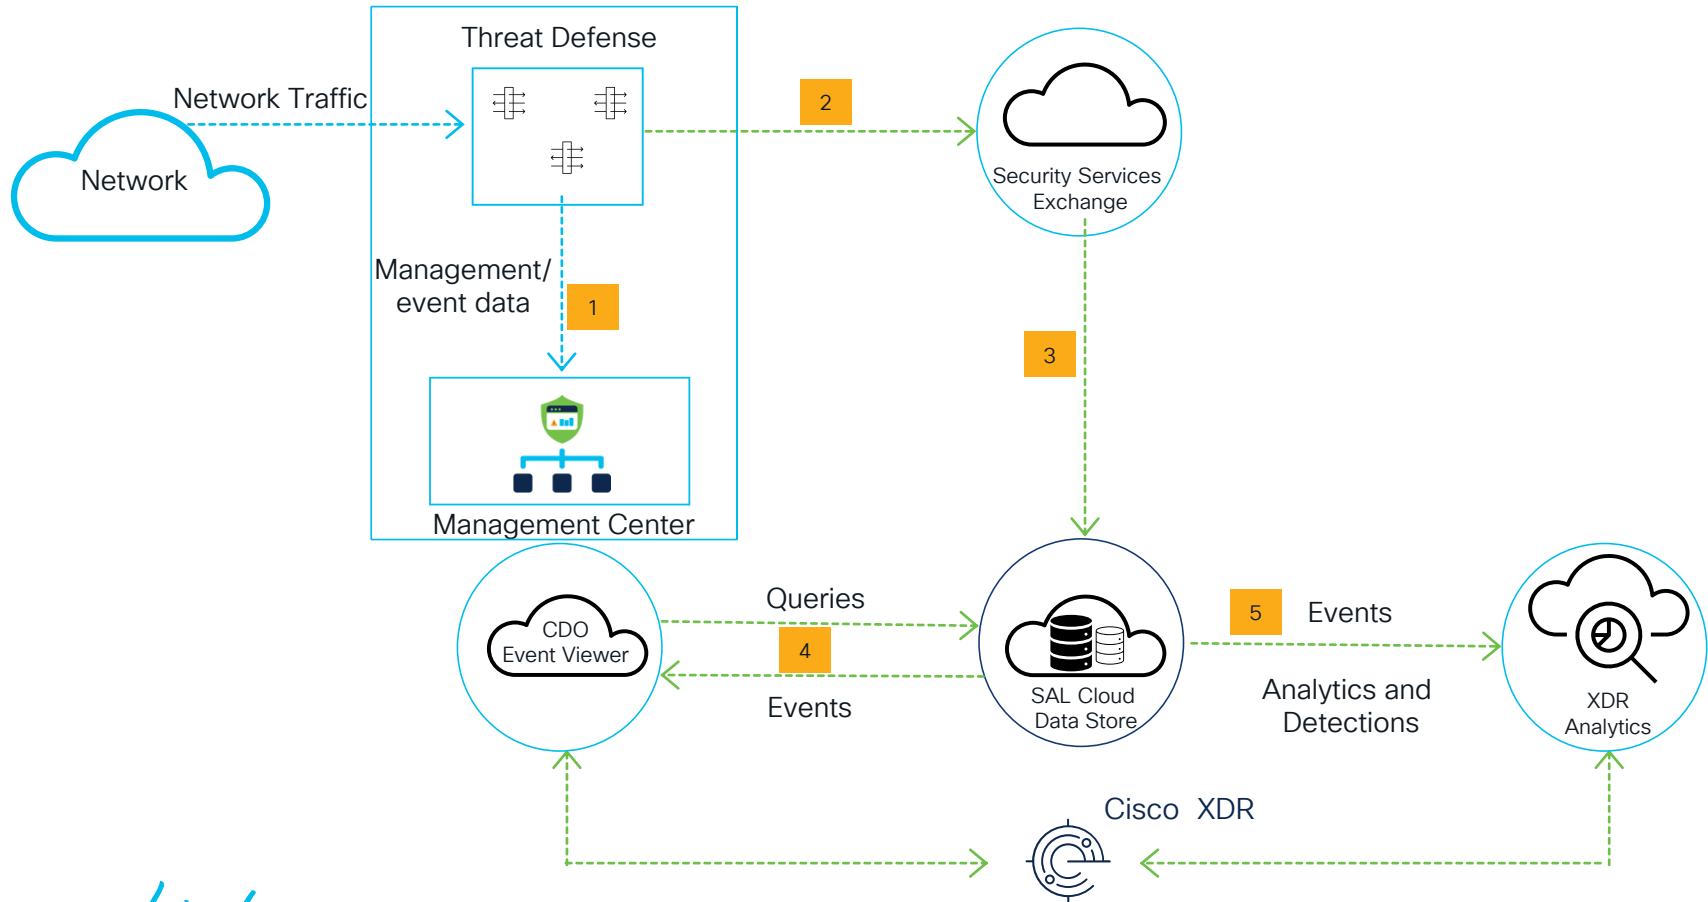 Threat Defense
Network Traffic
2
Network
Security Services
Exchange
Management/
event data
1
3
Management Center
Queries
CDO
Event Viewer
4
5
Events
Events
SAL Cloud
Data Store
Analytics and
Detections
XDR
Analytics
Cisco XDR